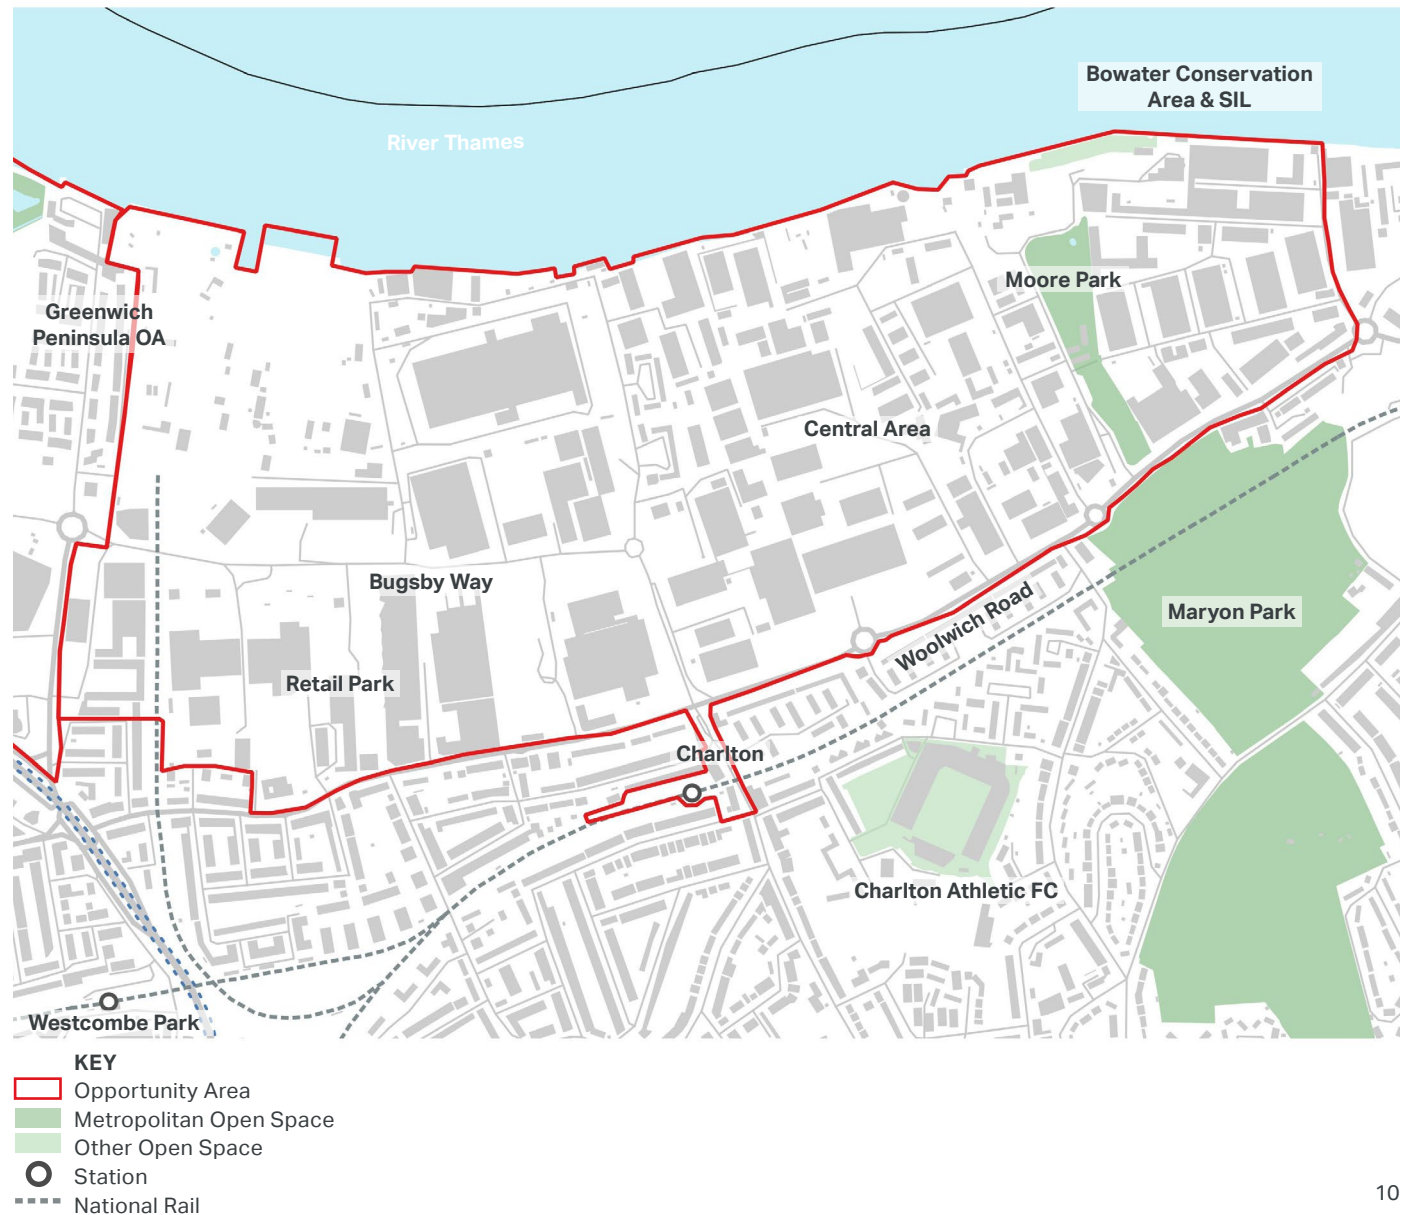 Bowater Conservation
Area & SIL
River Thames
Moore Park
Greenwich
Peninsula OA
Central Area
Bugsby Way
Woolwich Road
Maryon Park
Retail Park
Charlton
Charlton Athletic FC
Westcombe Park
KEY
Opportunity Area
Metropolitan Open Space
Other Open Space
Station
National Rail
10